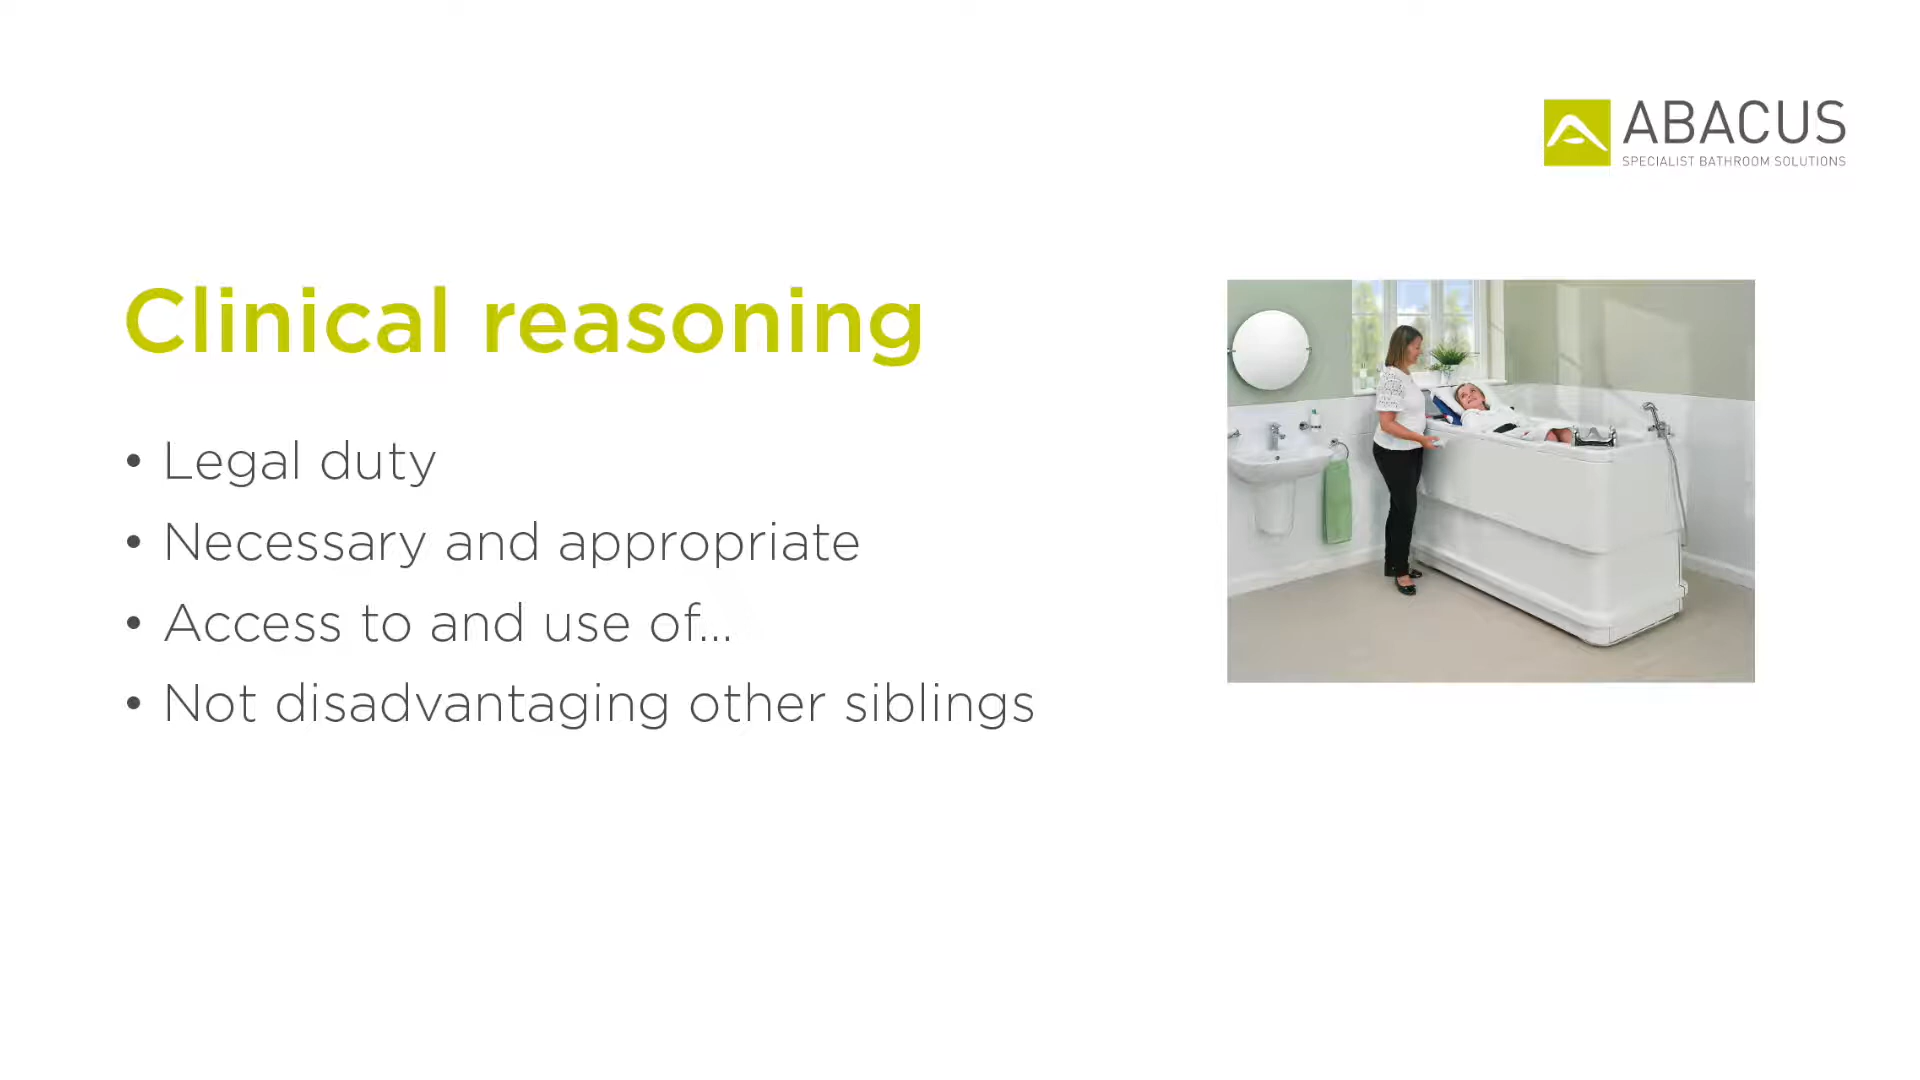 ABACUS
SPECIALIST BATHROOM SOLUTIONS
Clinical reasoning
• Legal duty
• Necessary and appropriate
• Access to and use of...
• Not disadvantaging other siblings